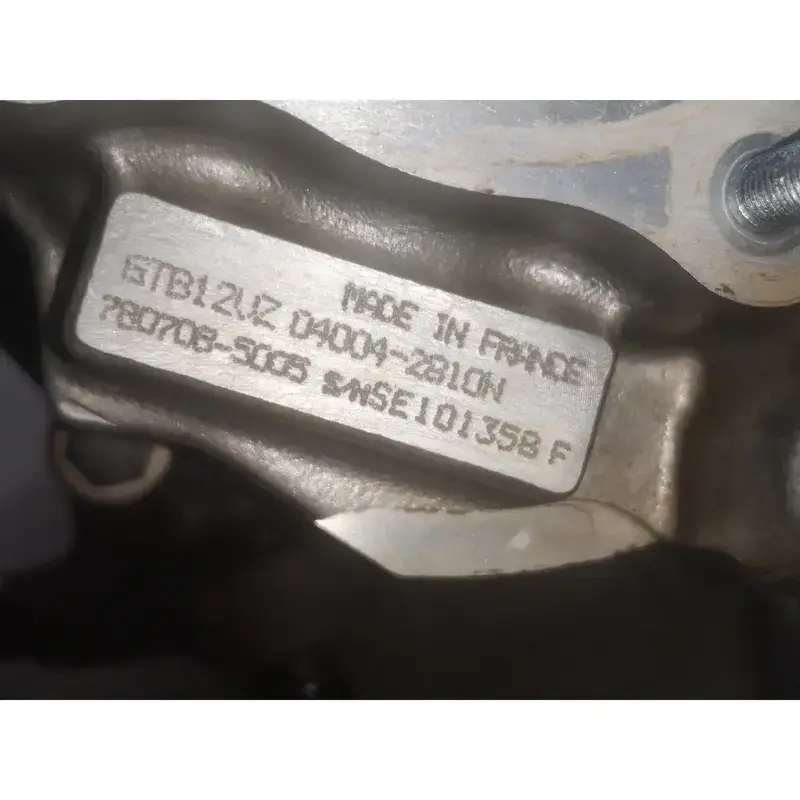 MADE IN FRANCE
GTB12VZ 04004-2810N
780708-5005 S/NSE101358 F